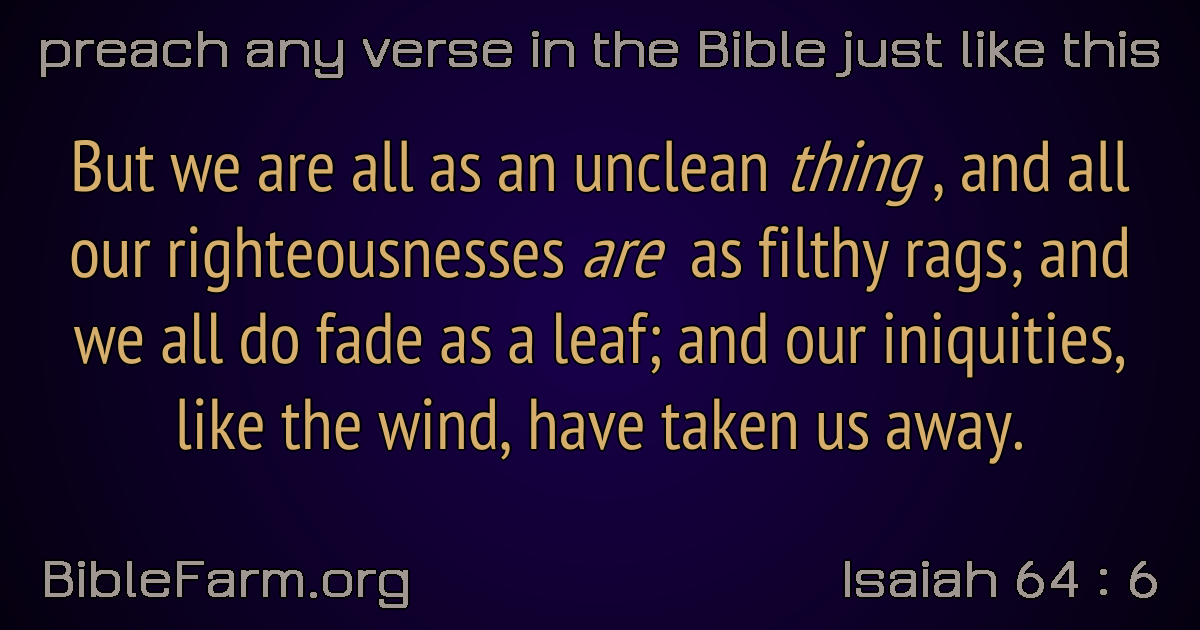 preach any verse in the Bible just like this
But we are all as an unclean thing , and all
our righteousnesses are as filthy rags; and
we all do fade as a leaf; and our iniquities,
like the wind, have taken us away.
BibleFarm.org
Isaiah 64 : 6